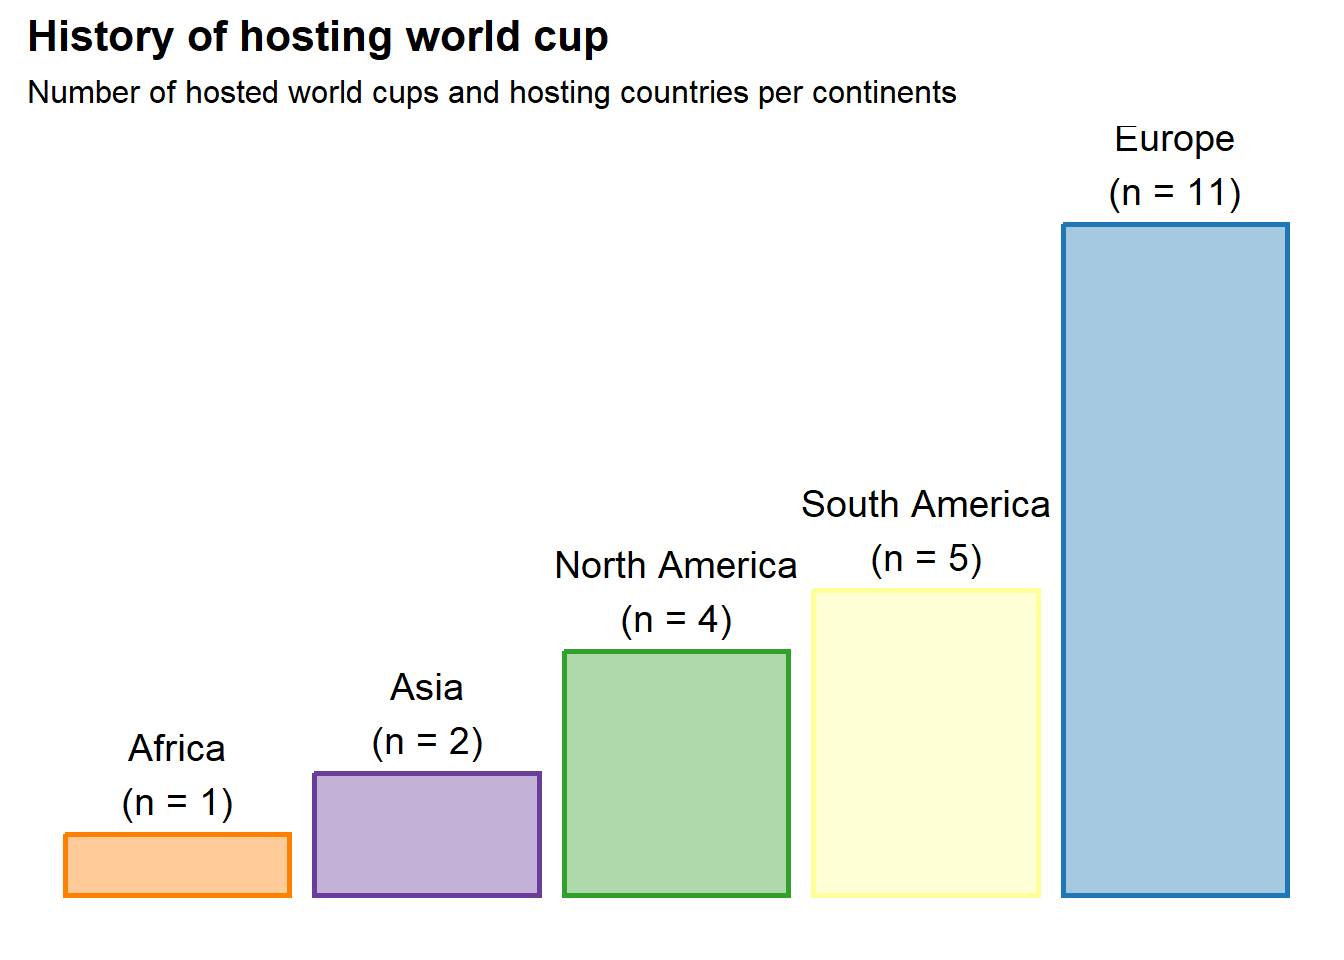 History of hosting world cup
Number of hosted world cups and hosting countries per continents
Europe
(n = 11)
South America
(n = 5)
North America
(n = 4)
Asia
(n = 2)
Africa
(n = 1)